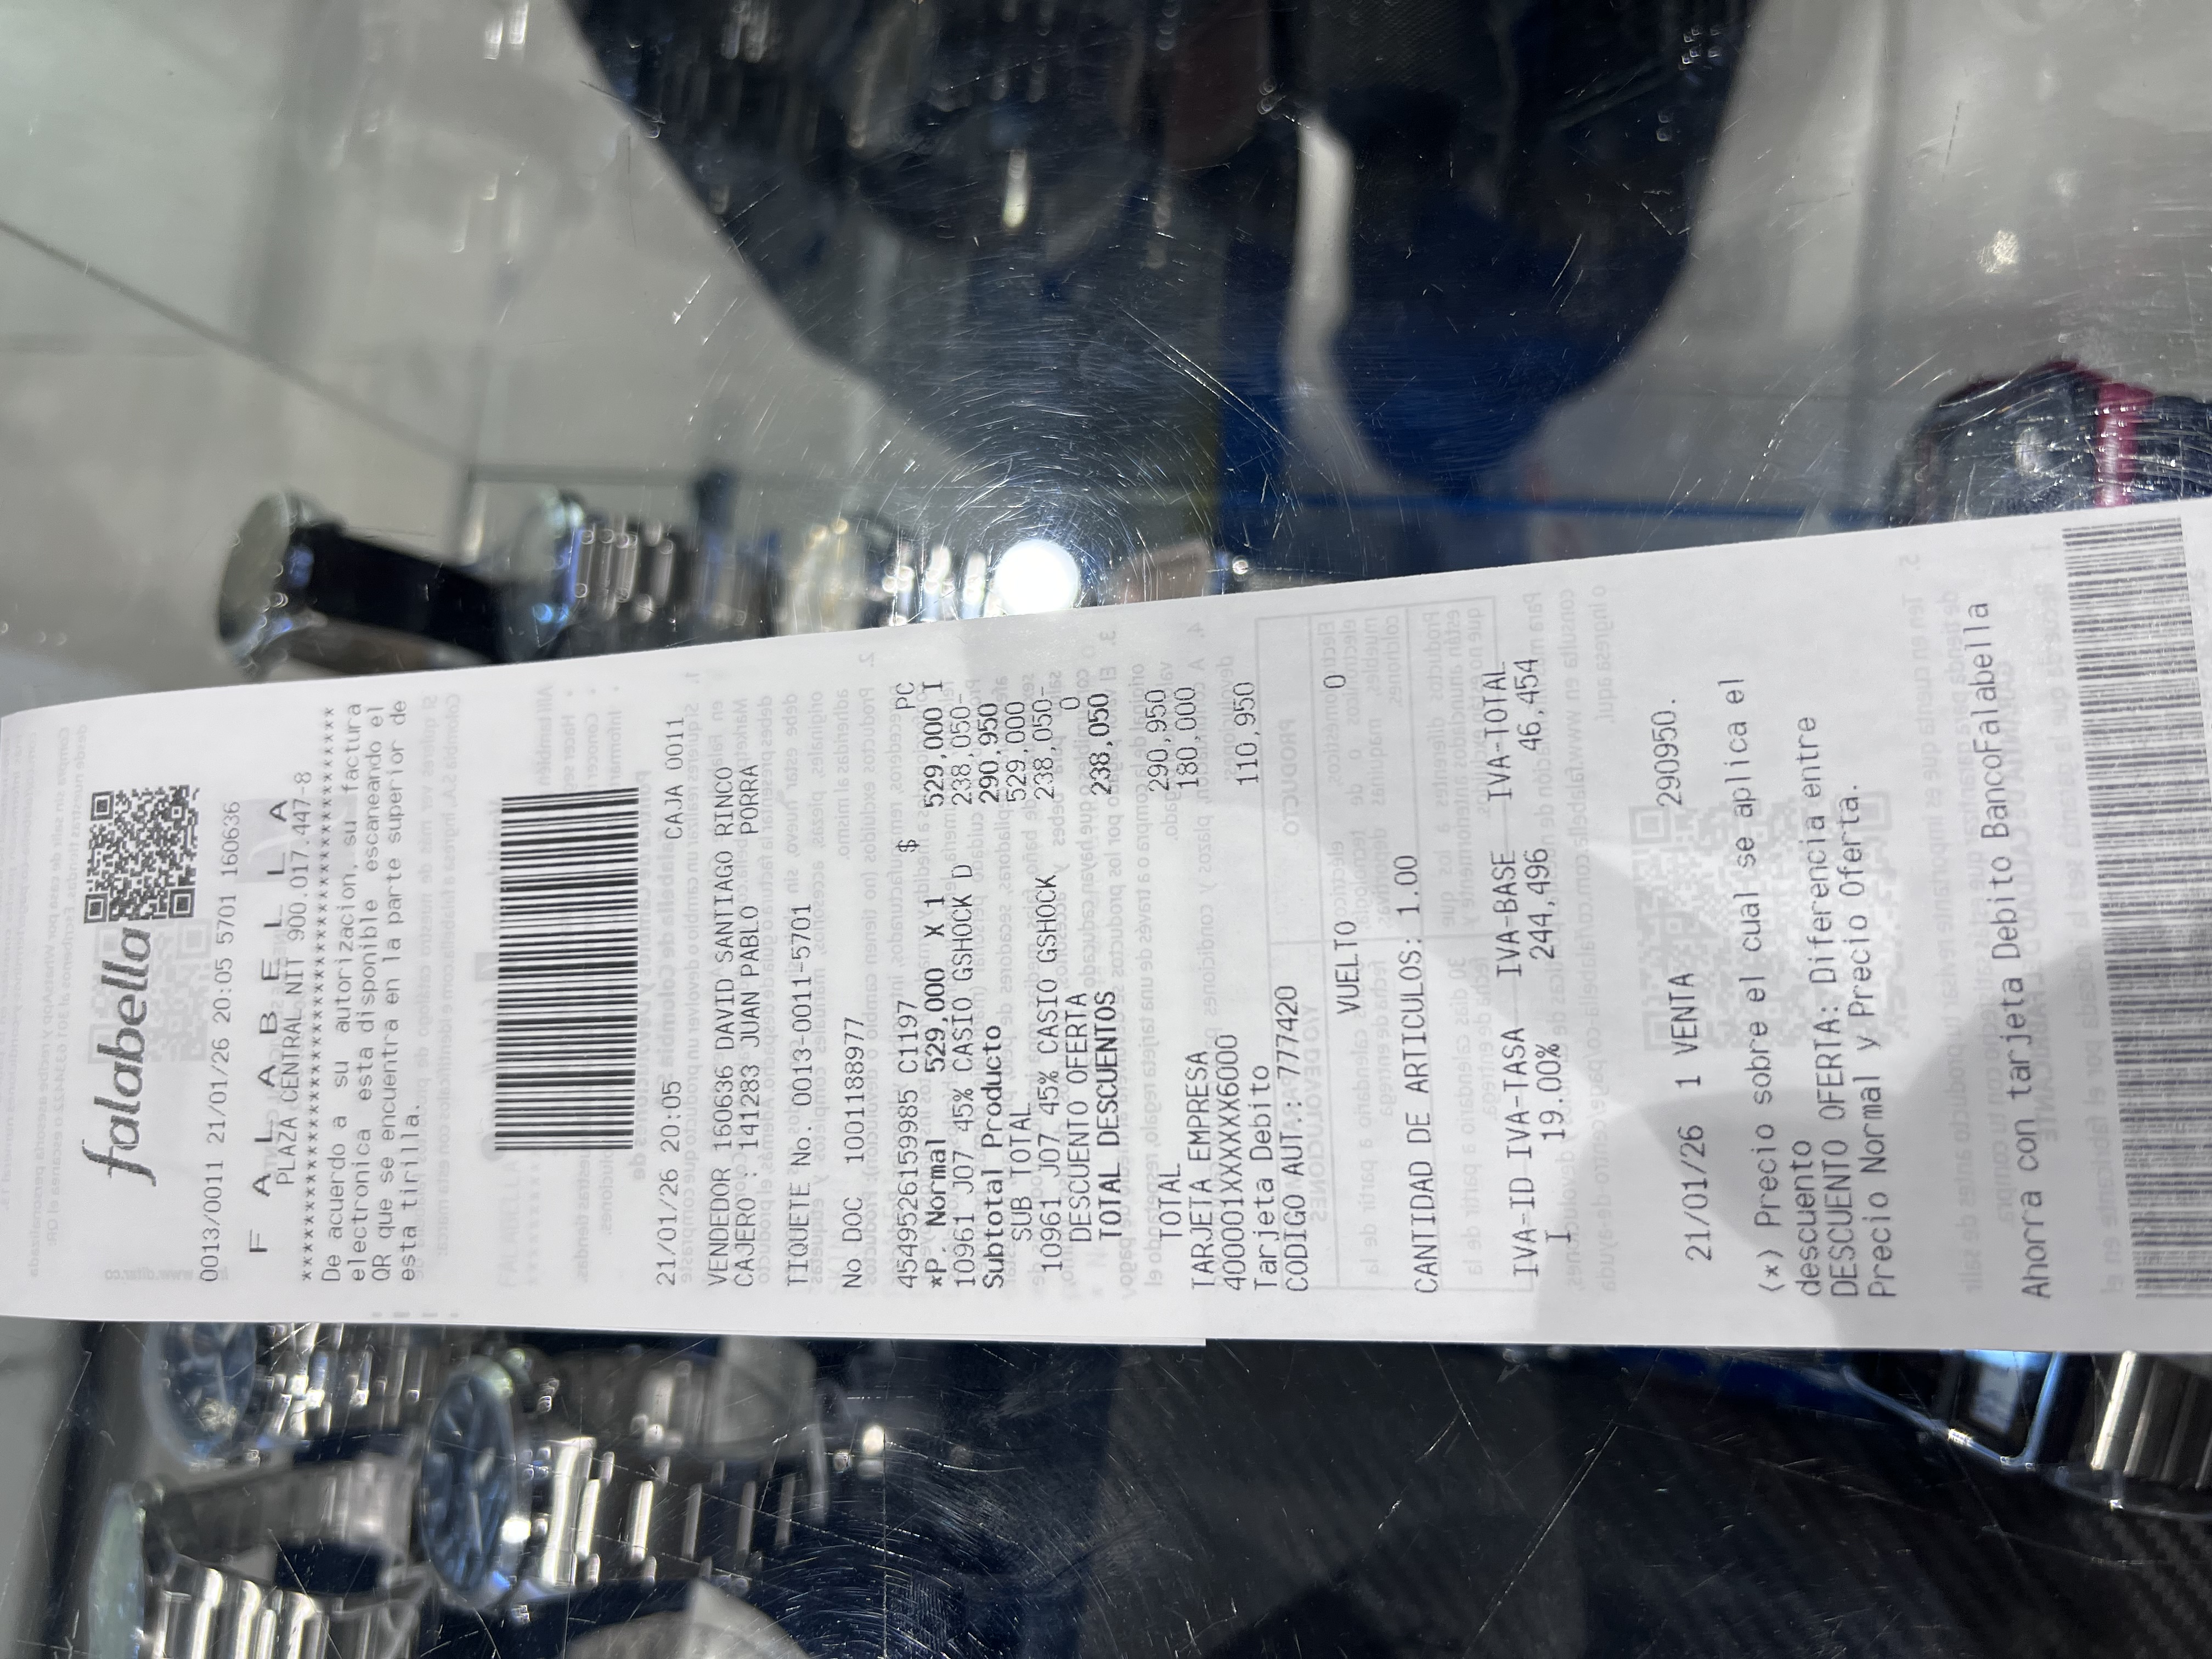 falabella
0013/0011 21/01/26 20:05 5701 160636
F A L A B E L L A
PLAZA CENTRAL NIT 900.017.447-8
************************************
De acuerdo a su autorizacion, su factura
electronica esta disponible escaneando el
QR que se encuentra en la parte superior de
esta tirilla.
21/01/26 20:05 CAJA 0011
VENDEDOR 160636 DAVID SANTIAGO RINCO
CAJERO : 141283 JUAN PABLO PORRA
TIQUETE No. 0013-0011-5701
No DOC 1001188977
4549526159985 C1197 $ PC
*P. Normal 529,000 X 1 529,000 I
10961 J07 45% CASIO GSHOCK D 238,050-
Subtotal Producto 290,950
SUB TOTAL 529,000
10961 J07 45% CASIO GSHOCK 238,050-
DESCUENTO OFERTA 0
TOTAL DESCUENTOS 238,050
TOTAL 290,950
TARJETA EMPRESA 180,000
400001XXXXXX6000
Tarjeta Debito 110,950
CODIGO AUT.: 777420
VUELTO 0
CANTIDAD DE ARTICULOS: 1.00
IVA-ID IVA-TASA IVA-BASE IVA-TOTAL
I 19.00% 244,496 46,454
21/01/26 1 VENTA 290950.
(*) Precio sobre el cual se aplica el
descuento
DESCUENTO OFERTA: Diferencia entre
Precio Normal y Precio Oferta.
Ahorra con tarjeta Debito BancoFalabella